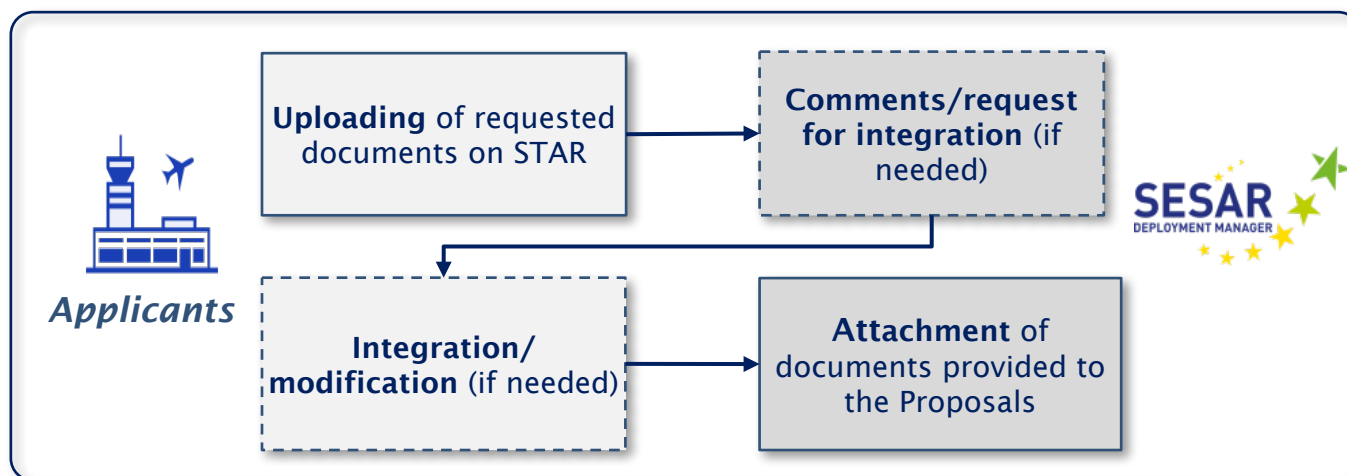 Uploading of requested
documents on STAR
Comments/request
for integration (if
needed)
SESAR
DEPLOYMENT MANAGER
Applicants
Integration/
modification (if needed)
Attachment of
documents provided to
the Proposals